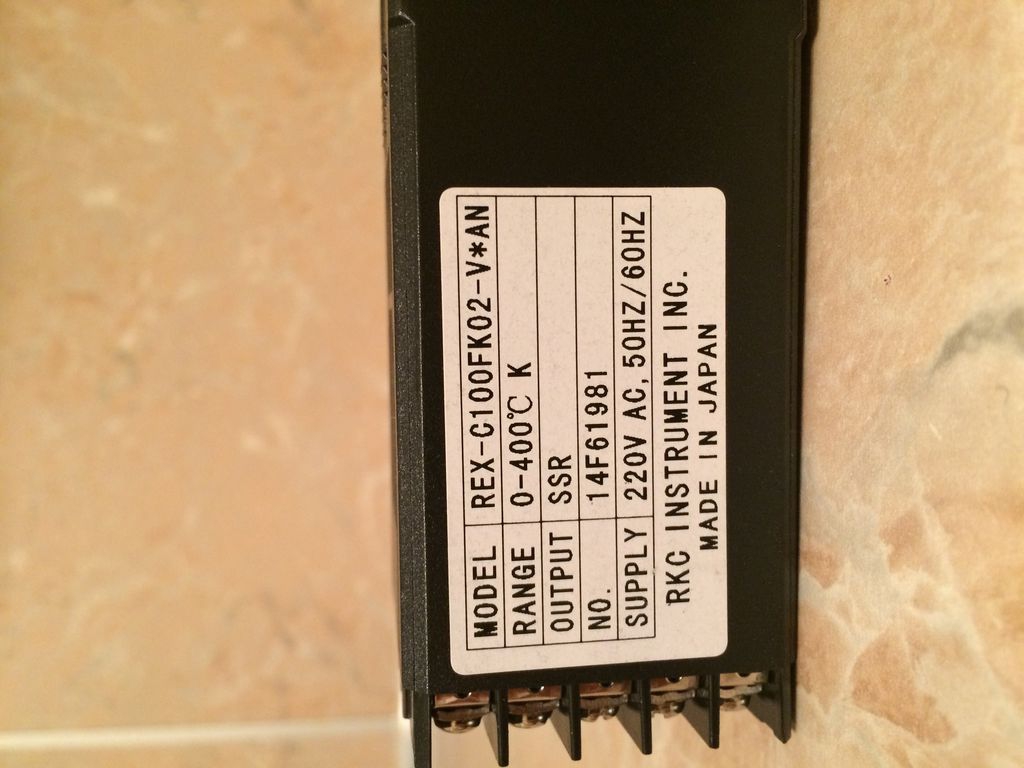 MODEL REX-C100FK02-V*AN
RANGE 0-400℃ K
OUTPUT SSR
NO. 14F61981
SUPPLY 220V AC, 50HZ/60HZ
RKC INSTRUMENT INC.
MADE IN JAPAN